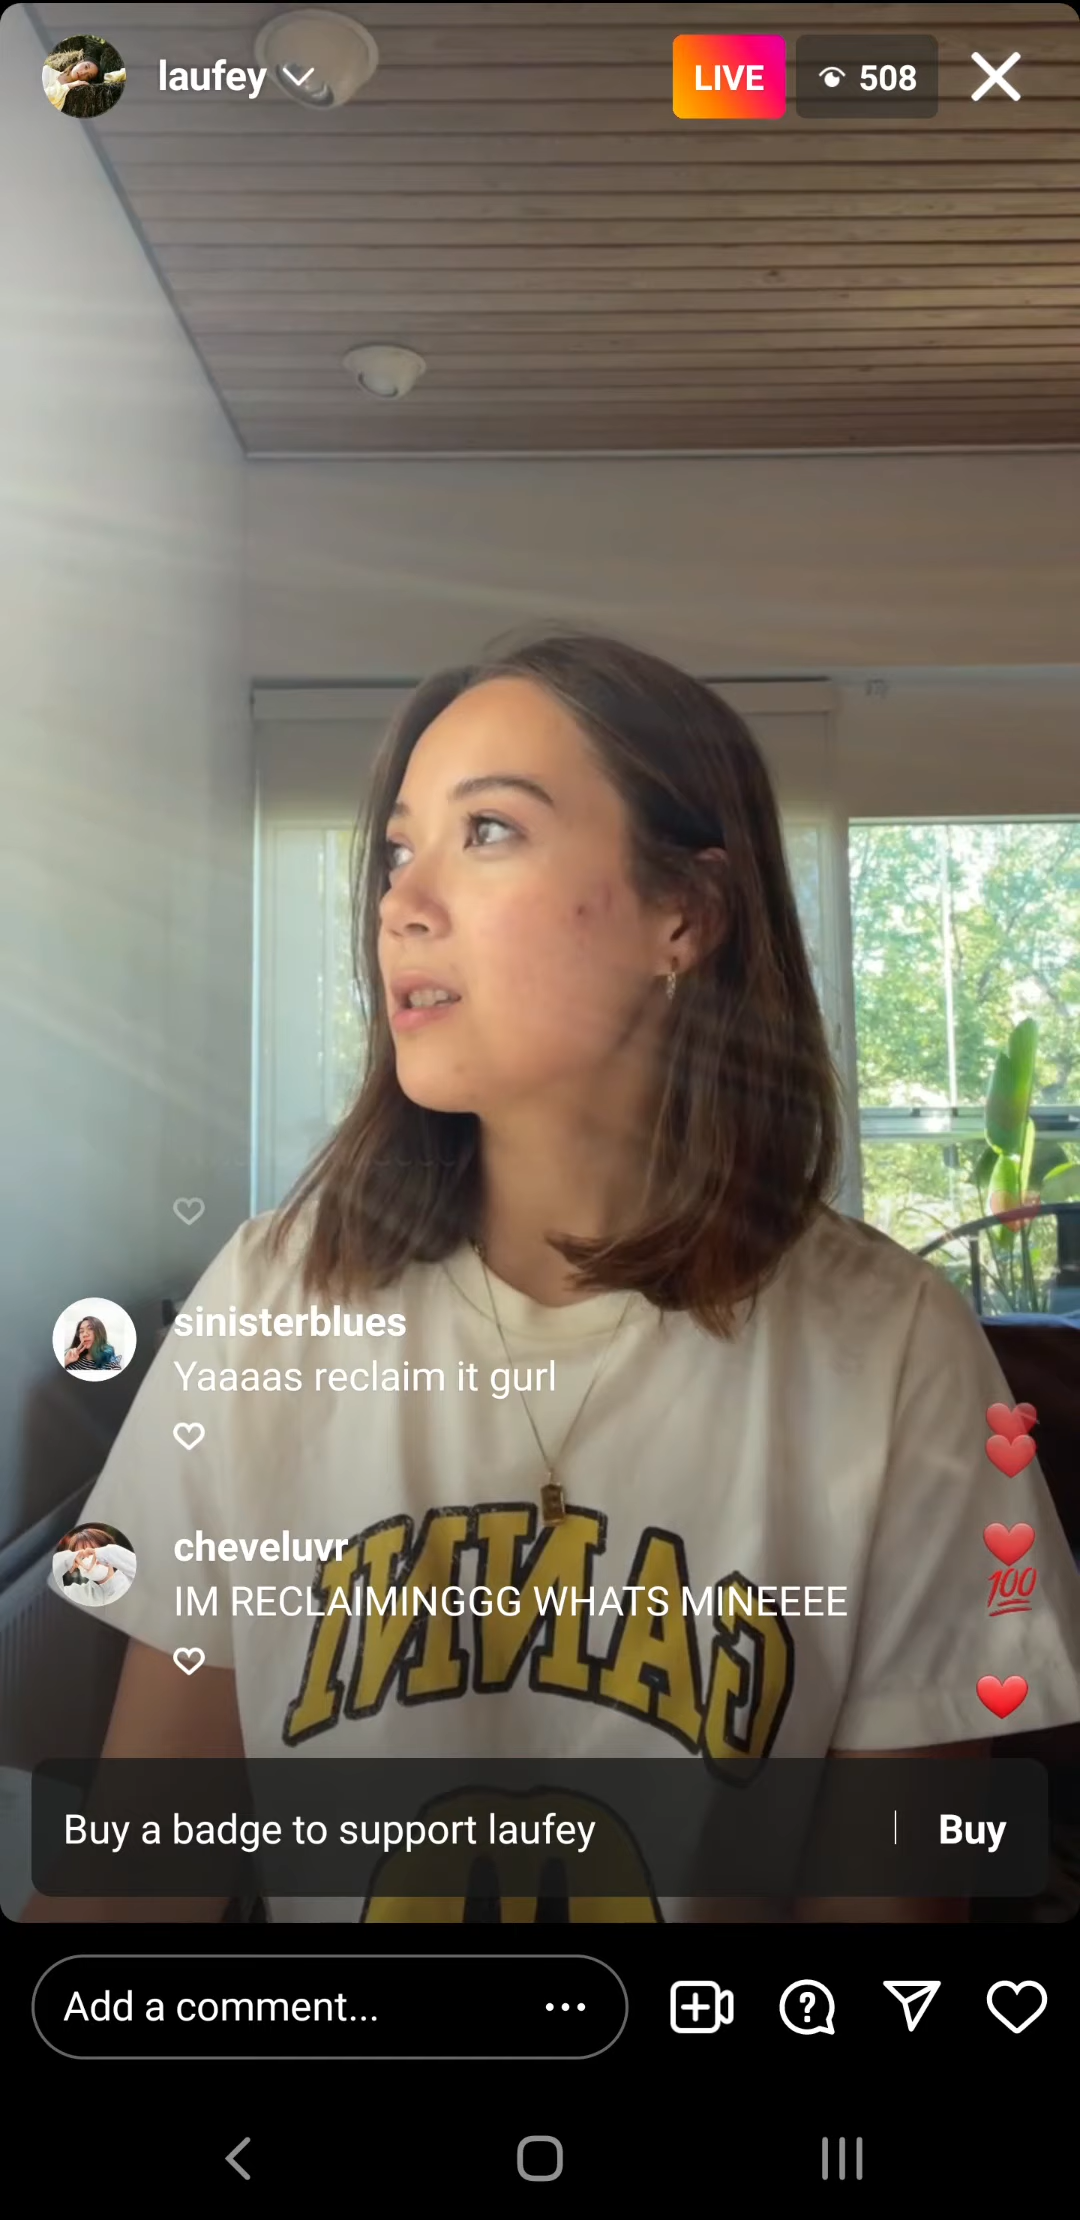 laufey
LIVE
508
sinisterblues
Yaaaas reclaim it gurl
cheveluvr
IM RECLAIMINGGG WHATS MINEEEE
GANNI
Buy a badge to support laufey
Buy
Add a comment...